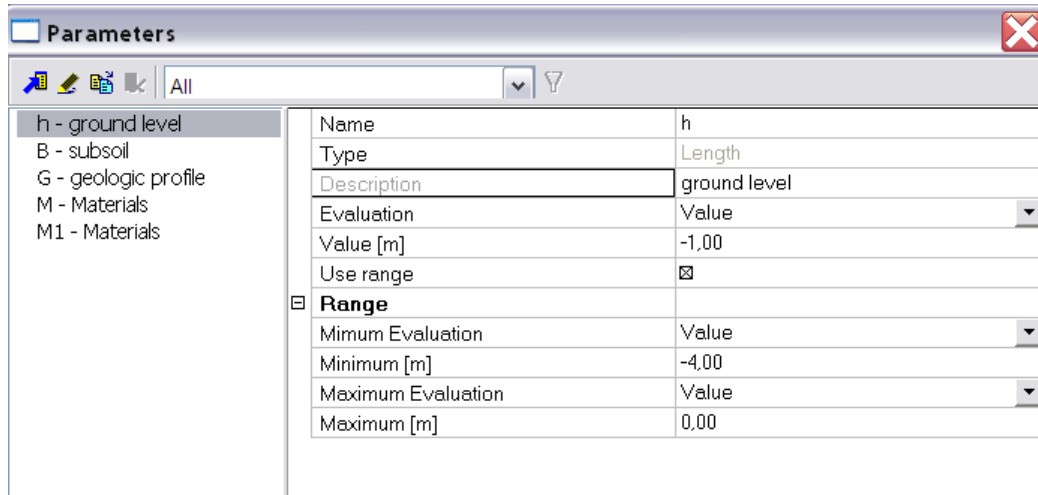 Parameters
All
h - ground level
B - subsoil
G - geologic profile
M - Materials
M1 - Materials
Name h
Type Length
Description ground level
Evaluation Value
Value [m] -1,00
Use range
Range
Mimum Evaluation Value
Minimum [m] -4,00
Maximum Evaluation Value
Maximum [m] 0,00